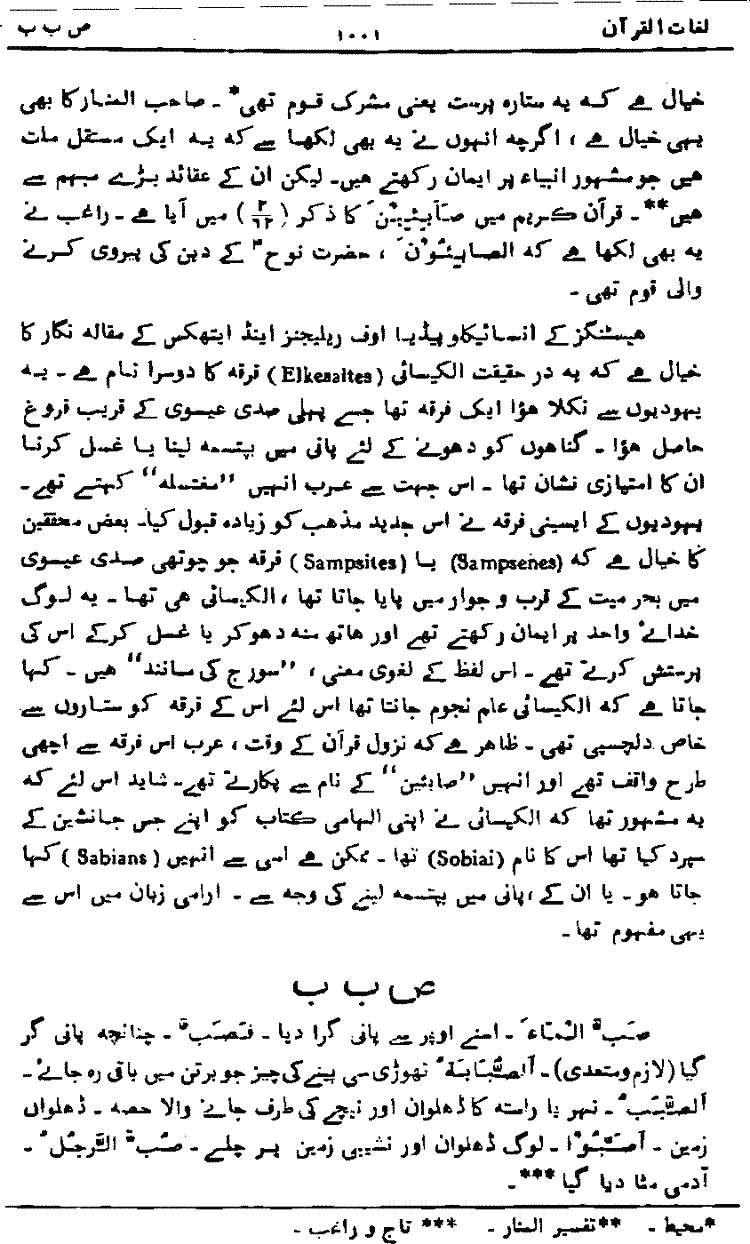 لغات القرآن ۱۰۰۱ ص ب ب
خیال ہے کہ یہ ستارہ پرست یعنی مشرک قوم تھی*۔ صاحب المنار کا بھی
یہی خیال ہے ، اگرچہ انہوں نے یہ بھی لکھا ہے کہ یہ ایک مستقل ملت
ہیں جو مشہور انبیاء پر ایمان رکھتے ہیں۔ لیکن ان کے عقائد بڑے مبہم سے
ہیں**۔ قرآن کریم میں صَابِئِیْنَ کا ذکر (۲/۶۲) میں آیا ہے۔ راغب نے
یہ بھی لکھا ہے کہ الصابِئُوْنَ ، حضرت نوح کے دین کی پیروی کرنے
والی قوم تھی ۔
ہیسٹنگز کے انسائیکلو پیڈیا اوف ریلیجنز اینڈ ایتھکس کے مقالہ نگار کا
خیال ہے کہ یہ در حقیقت الکیسائی (Elkesaites) فرقہ کا دوسرا نام ہے ۔ یہ
یہودیوں سے نکلا ہؤا ایک فرقہ تھا جسے پہلی صدی عیسوی کے قریب فروغ
حاصل ہؤا ۔ گناہوں کو دھونے کے لئے پانی میں بپتسمہ لینا یا غسل کرنا
ان کا امتیازی نشان تھا ۔ اس جہت سے عرب انہیں ”مغتسلہ“ کہتے تھے۔
یہودیوں کے ایسینی فرقہ نے اس جدید مذہب کو زیادہ قبول کیا۔ بعض محققین
کا خیال ہے کہ (Sampsenes) یا (Sampsites) فرقہ جو چوتھی صدی عیسوی
میں بحر میت کے قرب و جوار میں پایا جاتا تھا ، الکیسائی ہی تھا ۔ یہ لوگ
خدائے واحد پر ایمان رکھتے تھے اور ہاتھ منہ دھو کر یا غسل کرکے اس کی
پرستش کرتے تھے ۔ اس لفظ کے لغوی معنی ، ”سورج کی مانند“ ہیں ۔ کہا
جاتا ہے کہ الکیسائی علم نجوم جانتا تھا اس لئے اس کے فرقہ کو ستاروں سے
خاص دلچسپی تھی ۔ ظاہر ہے کہ نزول قرآن کے وقت ، عرب اس فرقہ سے اچھی
طرح واقف تھے اور انہیں ”صابئین“ کے نام سے پکارتے تھے۔ شاید اس لئے کہ
یہ مشہور تھا کہ الکیسائی نے اپنی الہامی کتاب کو اپنے جس جانشین کے
سپرد کیا تھا اس کا نام (Sobiai) تھا ۔ ممکن ہے اسی سے انہیں (Sabians) کہا
جاتا ہو ۔ یا ان کے ، پانی میں بپتسمہ لینے کی وجہ سے ۔ ارامی زبان میں اس سے
یہی مفہوم تھا ۔
ص ب ب
صَبَّہٗ الْمَاءَ ۔ اسنے اوپر سے پانی گرا دیا ۔ فَصَبَّ ۔ چنانچہ پانی گر
گیا (لازم و متعدی)۔ اَلصُّبَابَۃُ تھوڑی سی پینے کی چیز جو برتن میں باقی رہ جائے ۔
اَلصَّبَبُ ۔ نہر یا راستہ کا ڈھلوان اور نیچے کی طرف جانے والا حصہ ۔ ڈھلواں
زمین ۔ اَصَبُّوْا ۔ لوگ ڈھلوان اور نشیبی زمین پر چلے ۔ صُبَّ الرَّجُلُ ۔
آدمی مٹا دیا گیا ***۔
*محیط ۔ **تفسیر المنار ۔ ***تاج و راغب ۔